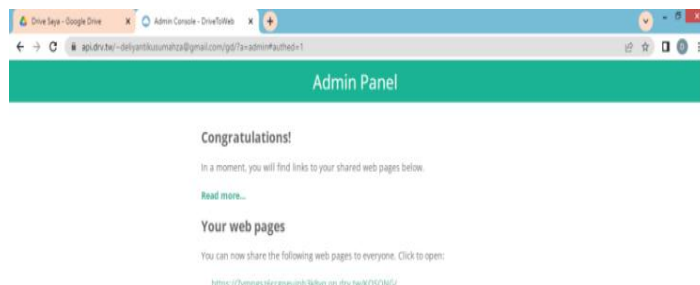 Drive Saya - Google Drive
Admin Console - DriveToWeb
Admin Panel
Congratulations!
In a moment, you will find links to your shared web pages below.
Read more...
Your web pages
You can now share the following web pages to everyone. Click to open: